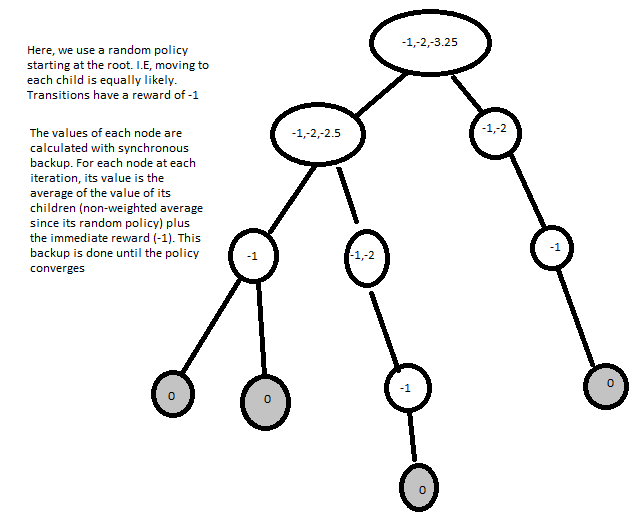 Here, we use a random policy
starting at the root. I.E, moving to
each child is equally likely.
Transitions have a reward of -1
The values of each node are
calculated with synchronous
backup. For each node at each
iteration, its value is the
average of the value of its
children (non-weighted average
since its random policy) plus
the immediate reward (-1). This
backup is done until the policy
converges
-1,-2,-3.25
-1,-2,-2.5
-1,-2
-1
-1,-2
-1
0
0
-1
0
0